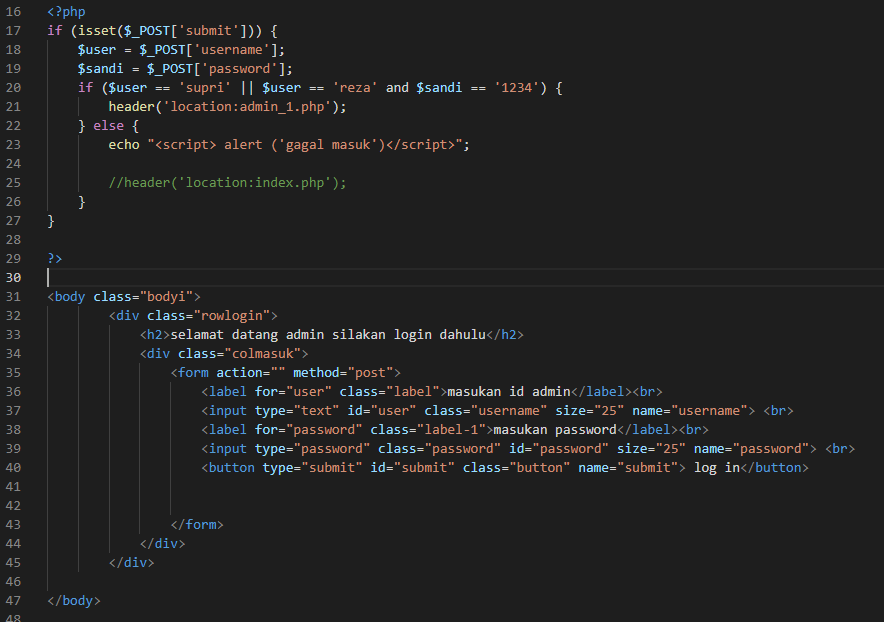 16 <?php
17 if (isset($_POST['submit'])) {
18     $user = $_POST['username'];
19     $sandi = $_POST['password'];
20     if ($user == 'supri' || $user == 'reza' and $sandi == '1234') {
21         header('location:admin_1.php');
22     } else {
23         echo "<script> alert ('gagal masuk')</script>";
24
25         //header('location:index.php');
26     }
27 }
28
29 ?>
30
31 <body class="bodyi">
32         <div class="rowlogin">
33             <h2>selamat datang admin silakan login dahulu</h2>
34             <div class="colmasuk">
35                 <form action="" method="post">
36                     <label for="user" class="label">masukan id admin</label><br>
37                     <input type="text" id="user" class="username" size="25" name="username"> <br>
38                     <label for="password" class="label-1">masukan password</label><br>
39                     <input type="password" class="password" id="password" size="25" name="password"> <br>
40                     <button type="submit" id="submit" class="button" name="submit"> log in</button>
41
42
43                 </form>
44             </div>
45         </div>
46
47 </body>
48